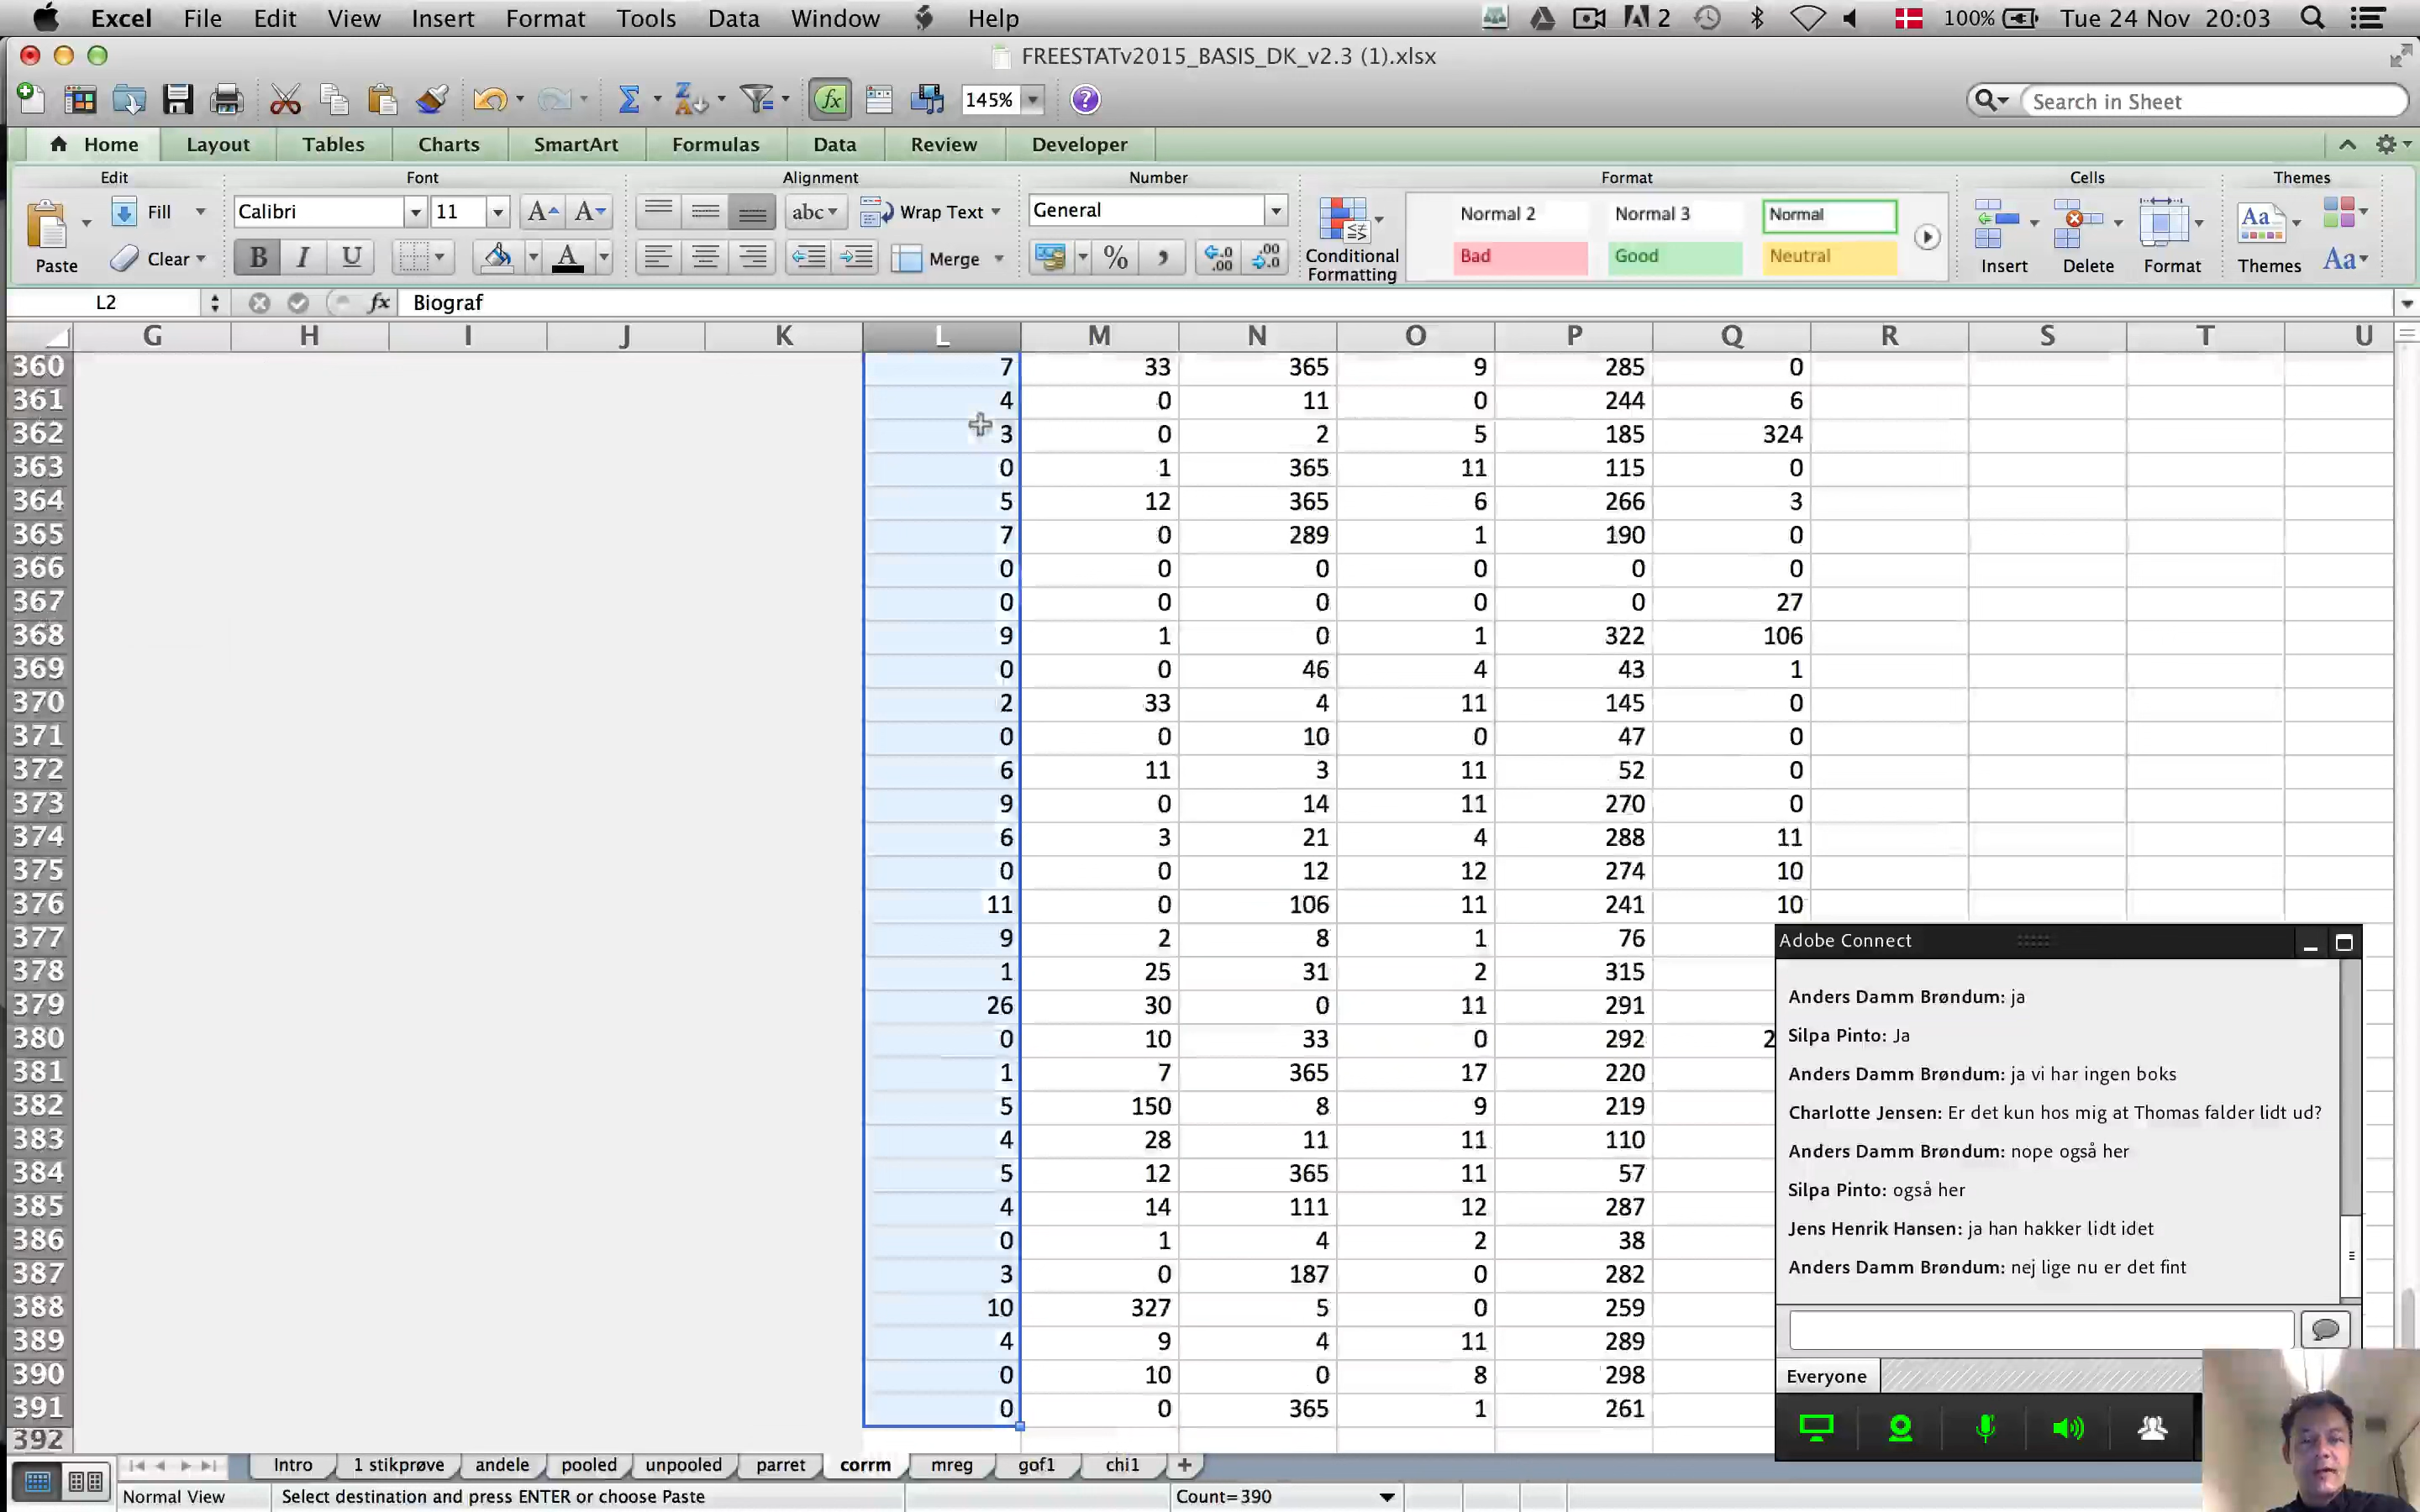 Excel File Edit View Insert Format Tools Data Window Help 2 100% Tue 24 Nov 20:03
FREESTATv2015_BASIS_DK_v2.3 (1).xlsx
145% Search in Sheet
Home Layout Tables Charts SmartArt Formulas Data Review Developer
Edit Font Alignment Number Format Cells Themes
Fill Calibri 11 abc Wrap Text General Normal 2 Normal 3 Normal
Paste Clear B I U A Merge % , Conditional Formatting Bad Good Neutral Insert Delete Format Themes Aa
L2 fx Biograf
G H I J K L M N O P Q R S T U
360 7 33 365 9 285 0
361 4 0 11 0 244 6
362 3 0 2 5 185 324
363 0 1 365 11 115 0
364 5 12 365 6 266 3
365 7 0 289 1 190 0
366 0 0 0 0 0 0
367 0 0 0 0 0 27
368 9 1 0 1 322 106
369 0 0 46 4 43 1
370 2 33 4 11 145 0
371 0 0 10 0 47 0
372 6 11 3 11 52 0
373 9 0 14 11 270 0
374 6 3 21 4 288 11
375 0 0 12 12 274 10
376 11 0 106 11 241 10
377 9 2 8 1 76
378 1 25 31 2 315
379 26 30 0 11 291
380 0 10 33 0 292 2
381 1 7 365 17 220
382 5 150 8 9 219
383 4 28 11 11 110
384 5 12 365 11 57
385 4 14 111 12 287
386 0 1 4 2 38
387 3 0 187 0 282
388 10 327 5 0 259
389 4 9 4 11 289
390 0 10 0 8 298
391 0 0 365 1 261
392
Adobe Connect
Anders Damm Brøndum: ja
Silpa Pinto: Ja
Anders Damm Brøndum: ja vi har ingen boks
Charlotte Jensen: Er det kun hos mig at Thomas falder lidt ud?
Anders Damm Brøndum: nope også her
Silpa Pinto: også her
Jens Henrik Hansen: ja han hakker lidt idet
Anders Damm Brøndum: nej lige nu er det fint
Everyone
Intro 1 stikprøve andele pooled unpooled parret corrm mreg gof1 chi1
Normal View Select destination and press ENTER or choose Paste Count=390